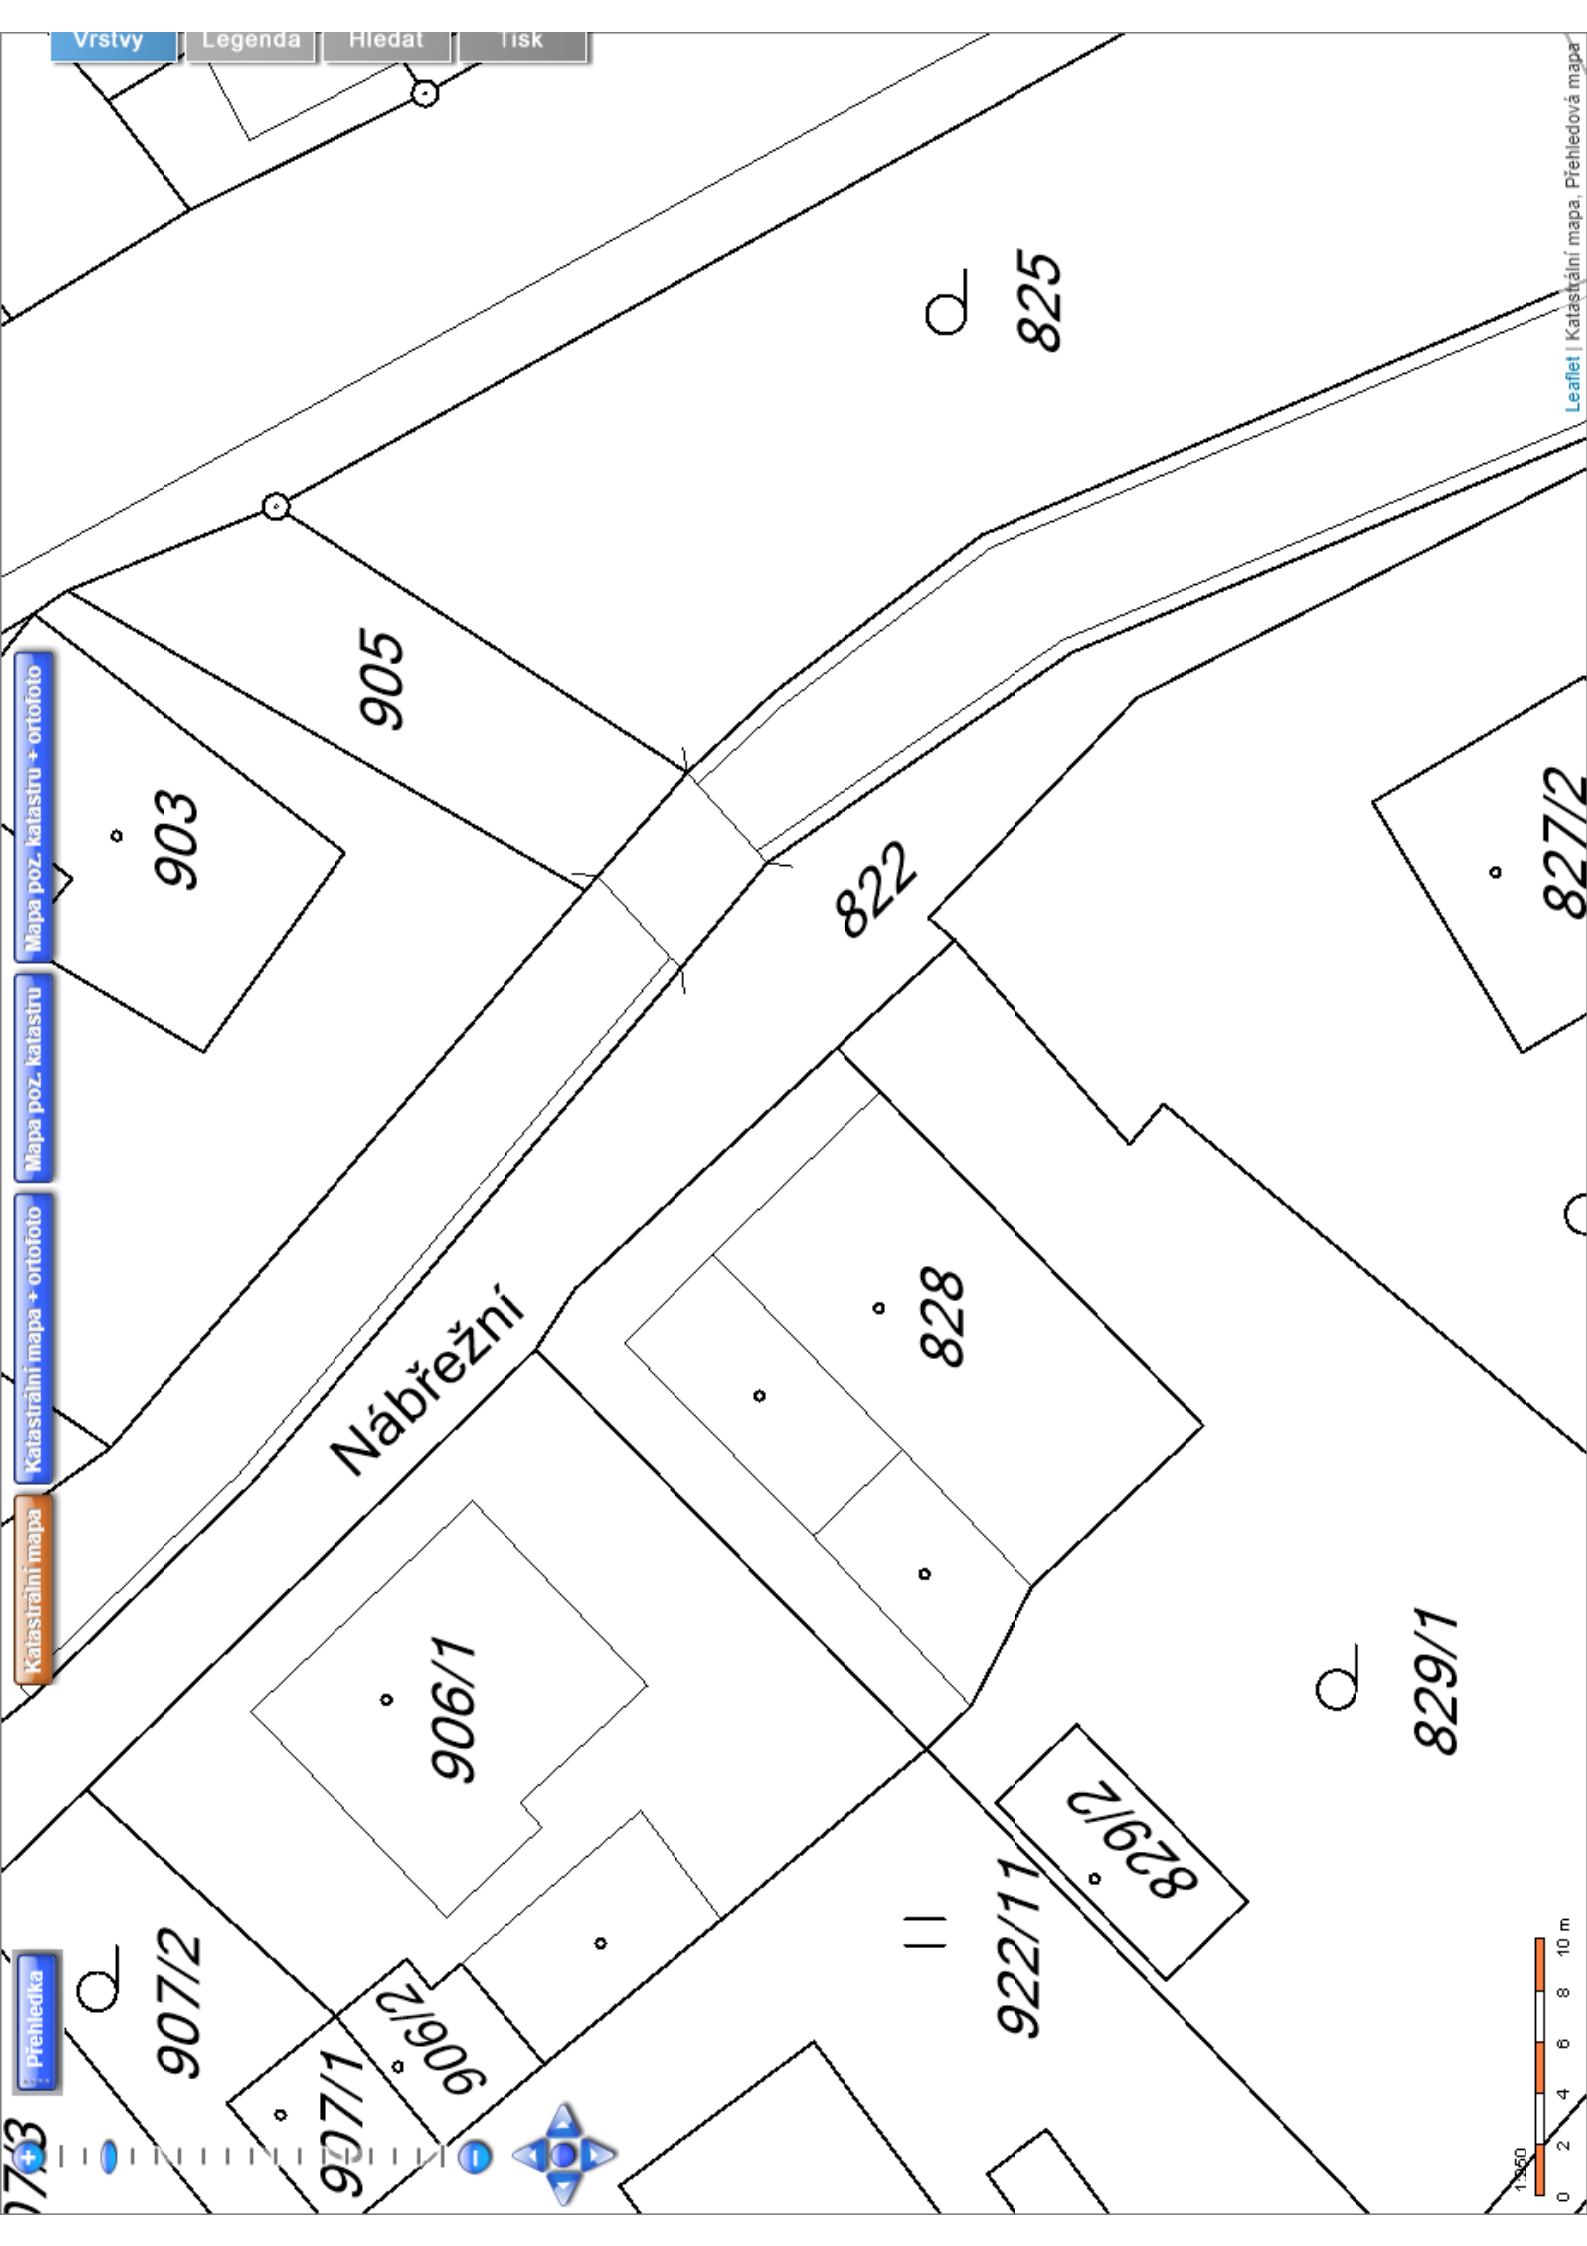 Přehledka
Katastrální mapa
Katastrální mapa + ortofoto
Mapa poz. katastru
Mapa poz. katastru + ortofoto
Vrstvy
Legenda
Hledat
Tisk
907/2
907/1
906/2
906/1
903
905
Nábřežní
822
825
828
922/11
829/2
829/1
827/2
0 2 4 6 8 10 m
Leaflet | Katastrální mapa, Přehledová mapa